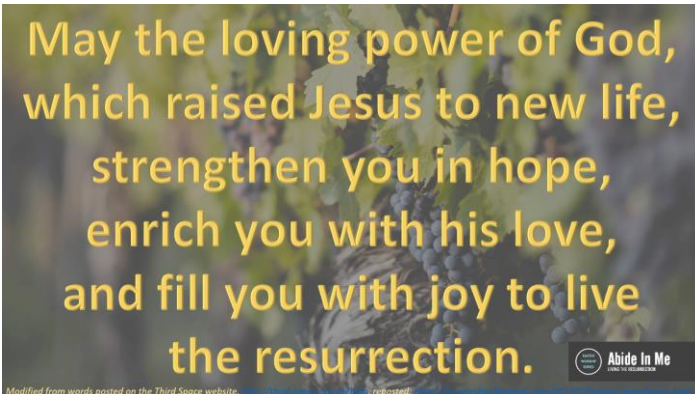 May the loving power of God,
which raised Jesus to new life,
strengthen you in hope,
enrich you with his love,
and fill you with joy to live
the resurrection.
Abide In Me
LIVING THE RESURRECTION
Modified from words posted on the Third Space website. reposted: